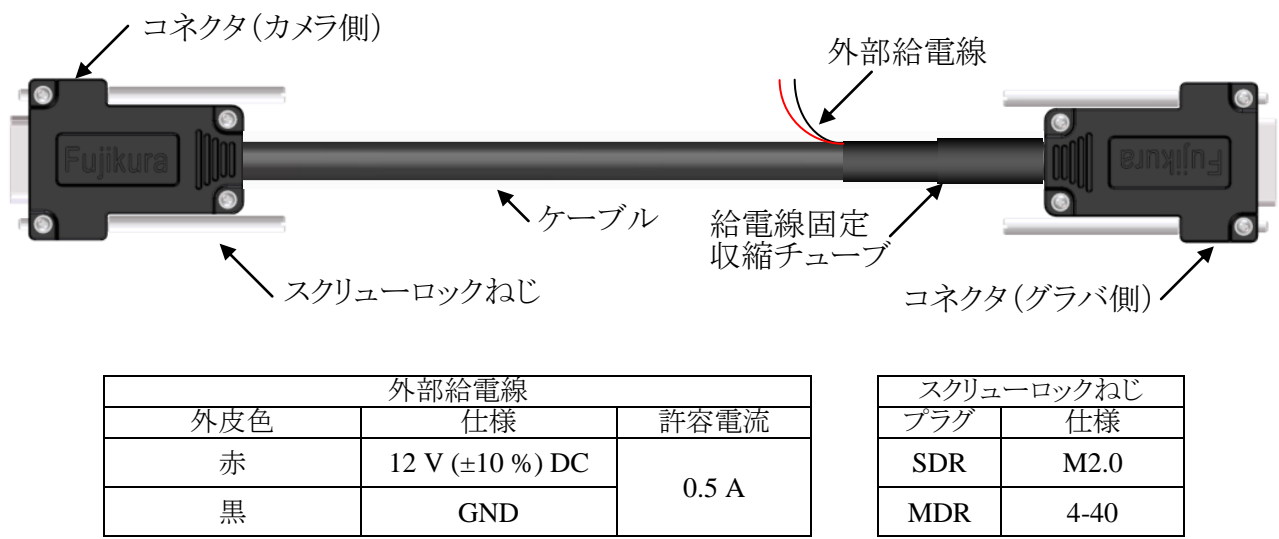 コネクタ(カメラ側)
外部給電線
Fujikura
Fujikura
ケーブル
給電線固定
収縮チューブ
スクリューロックねじ
コネクタ(グラバ側)
外部給電線
外皮色 仕様 許容電流
赤 12 V (±10 %) DC 0.5 A
黒 GND
スクリューロックねじ
プラグ 仕様
SDR M2.0
MDR 4-40